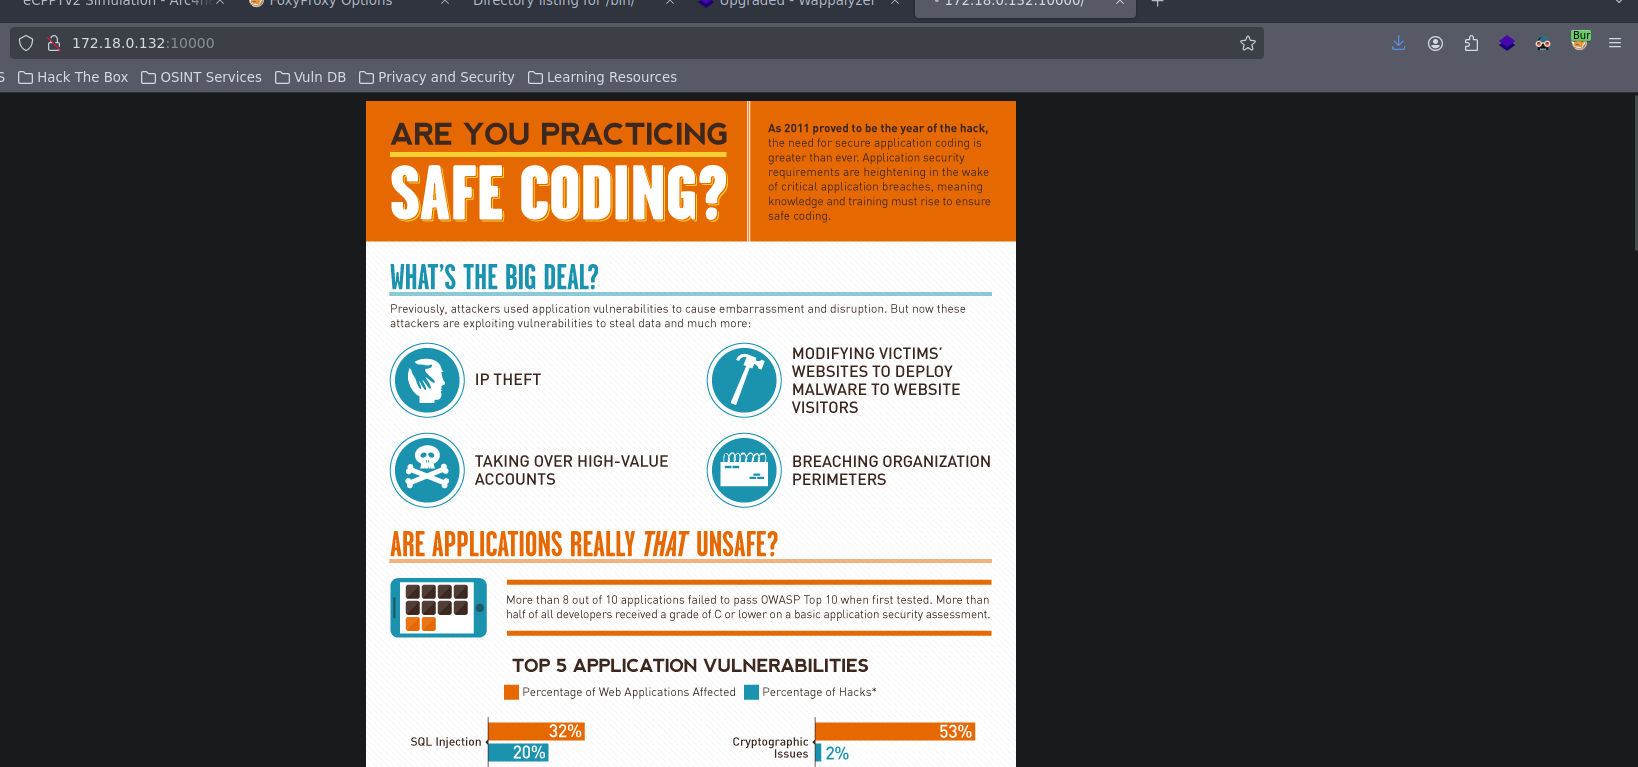 eCPPTv2 Simulation - Arc4
FoxyProxy Options
Directory listing for /bin/
Upgraded - Wappalyzer
172.18.0.132:10000/
172.18.0.132:10000
Bur
S Hack The Box OSINT Services Vuln DB Privacy and Security Learning Resources
ARE YOU PRACTICING
SAFE CODING?
As 2011 proved to be the year of the hack,
the need for secure application coding is
greater than ever. Application security
requirements are heightening in the wake
of critical application breaches, meaning
knowledge and training must rise to ensure
safe coding.
WHAT'S THE BIG DEAL?
Previously, attackers used application vulnerabilities to cause embarrassment and disruption. But now these
attackers are exploiting vulnerabilities to steal data and much more:
IP THEFT
MODIFYING VICTIMS'
WEBSITES TO DEPLOY
MALWARE TO WEBSITE
VISITORS
TAKING OVER HIGH-VALUE
ACCOUNTS
BREACHING ORGANIZATION
PERIMETERS
ARE APPLICATIONS REALLY THAT UNSAFE?
More than 8 out of 10 applications failed to pass OWASP Top 10 when first tested. More than
half of all developers received a grade of C or lower on a basic application security assessment.
TOP 5 APPLICATION VULNERABILITIES
Percentage of Web Applications Affected
Percentage of Hacks*
SQL Injection
32%
20%
Cryptographic
Issues
53%
2%